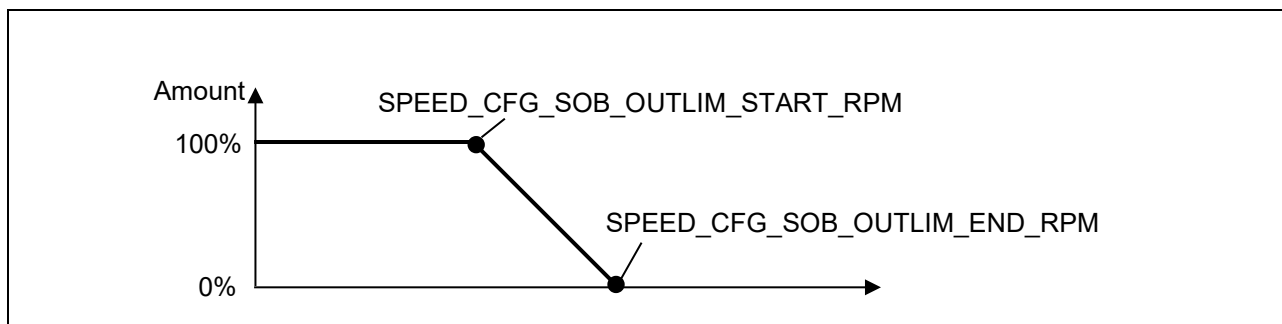 Amount
SPEED_CFG_SOB_OUTLIM_START_RPM
100%
SPEED_CFG_SOB_OUTLIM_END_RPM
0%